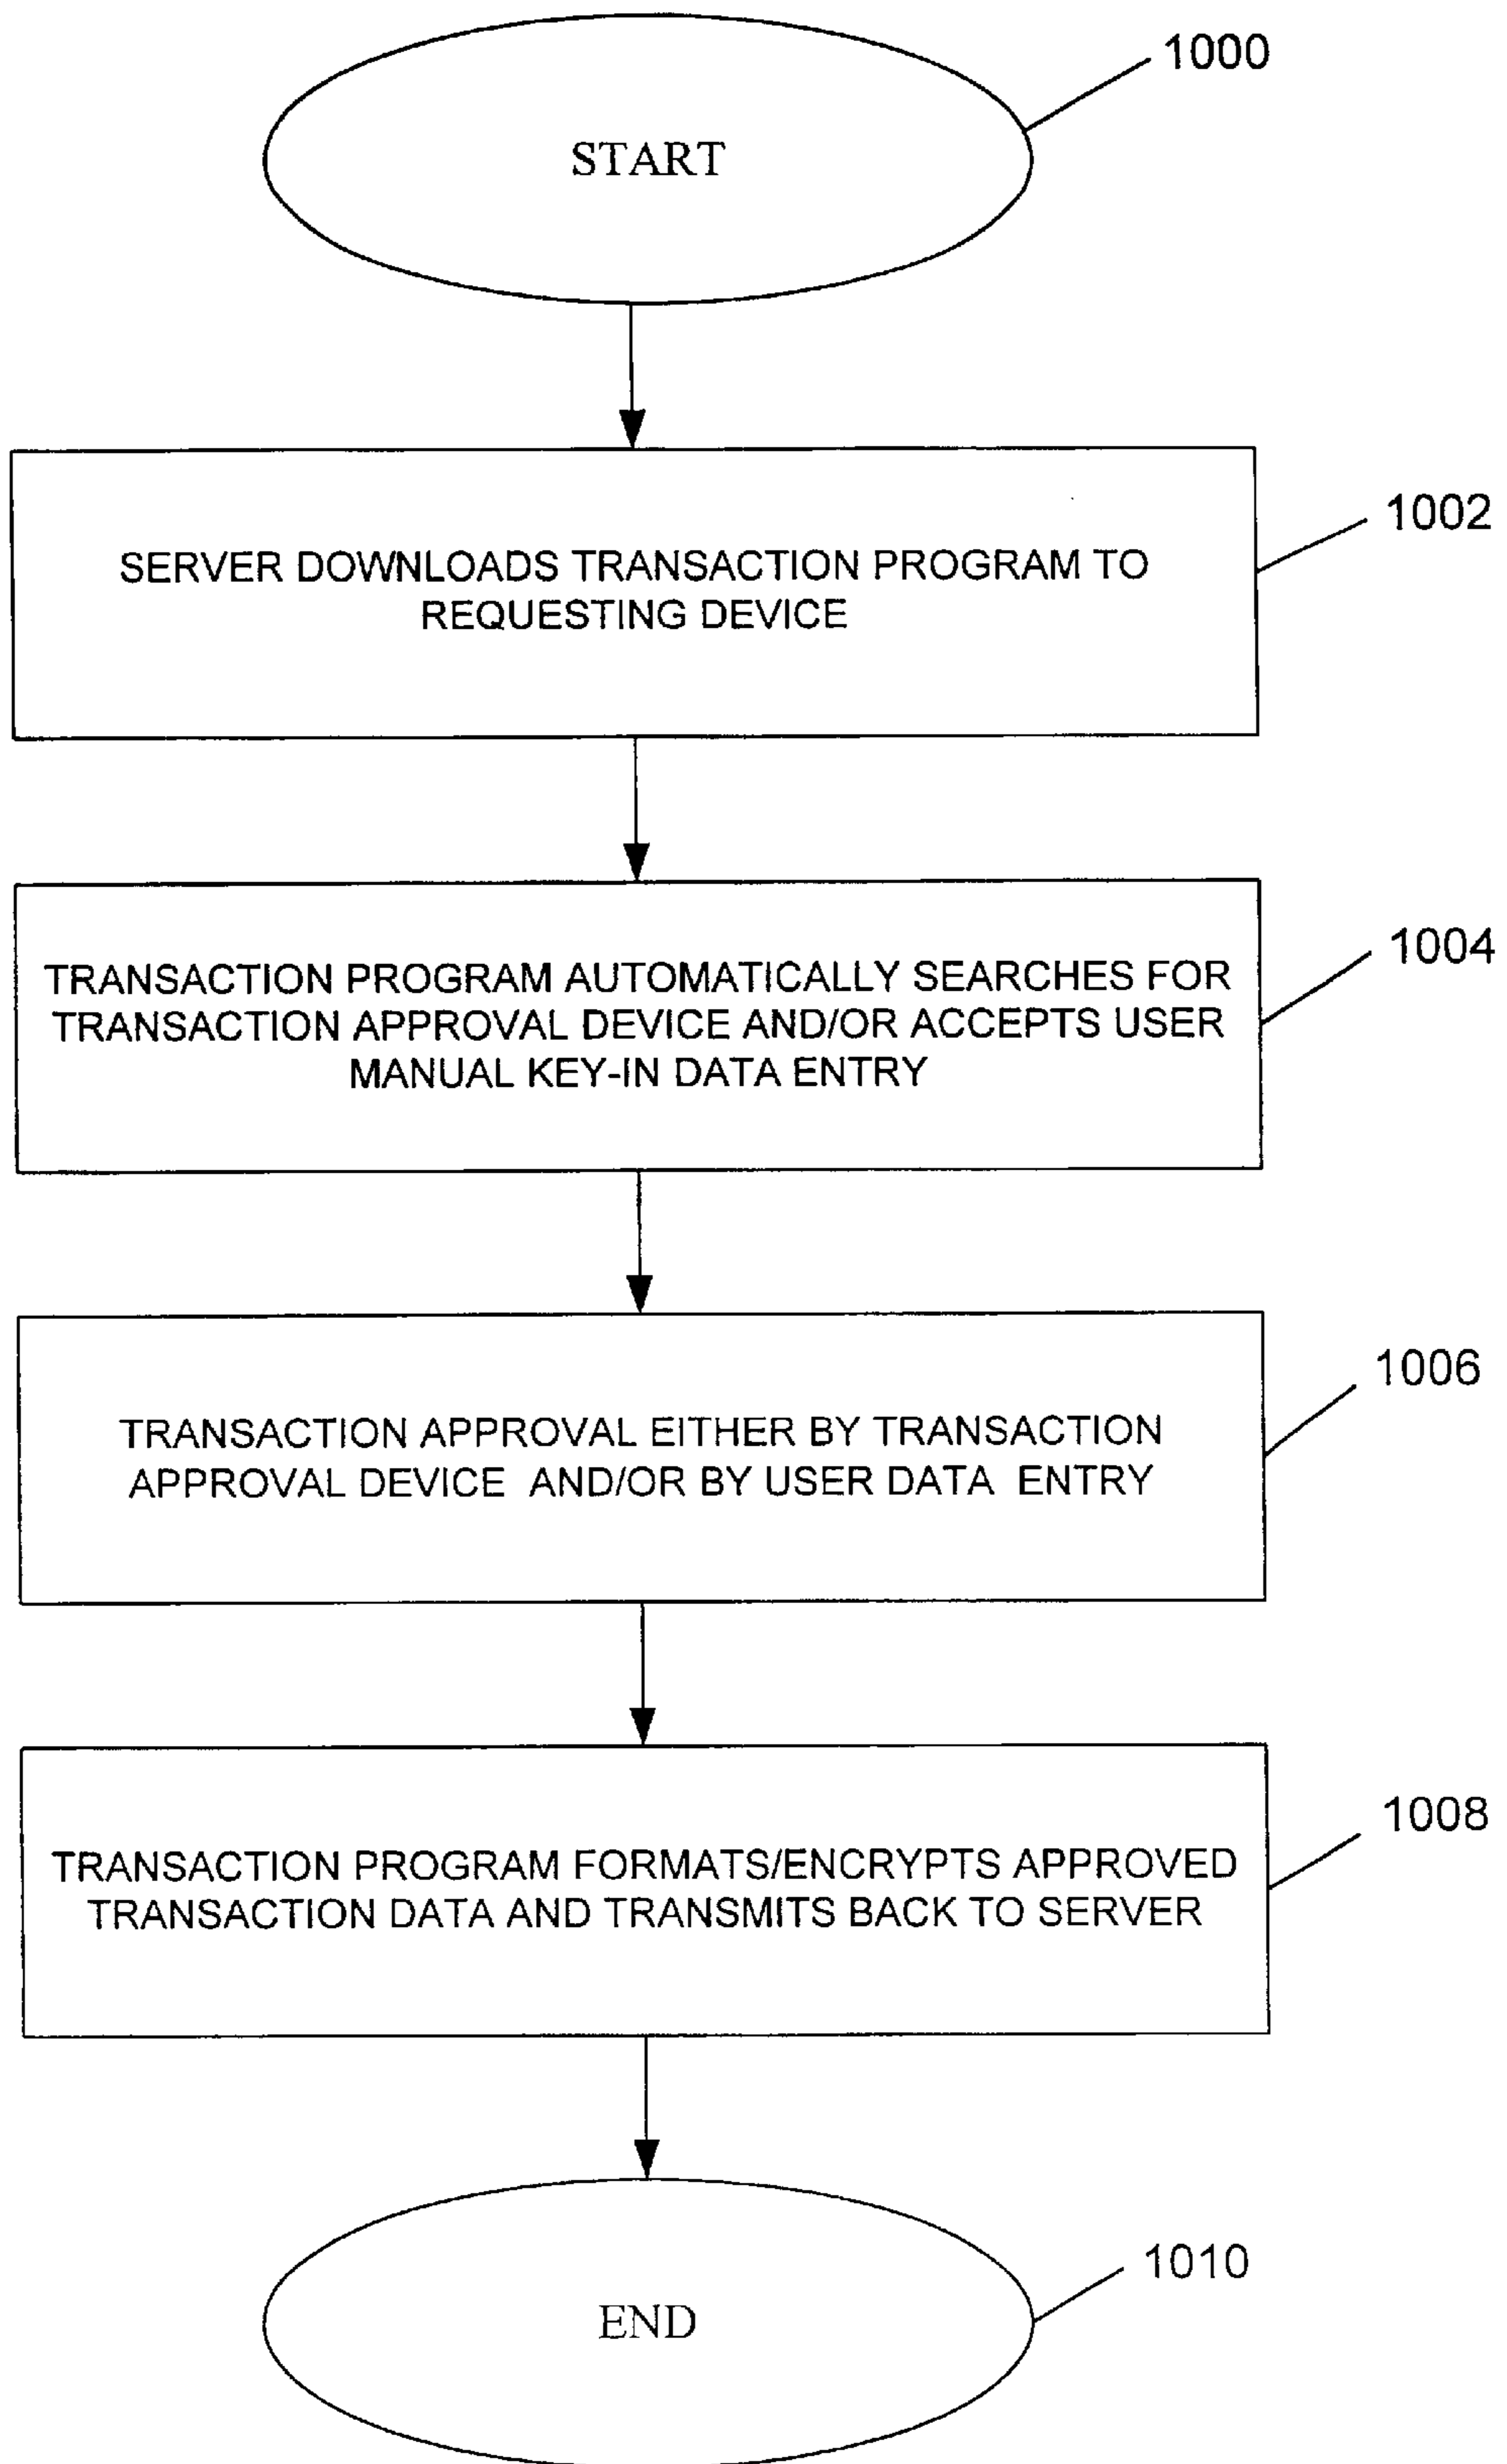 1000
START
1002
SERVER DOWNLOADS TRANSACTION PROGRAM TO
REQUESTING DEVICE
1004
TRANSACTION PROGRAM AUTOMATICALLY SEARCHES FOR
TRANSACTION APPROVAL DEVICE AND/OR ACCEPTS USER
MANUAL KEY-IN DATA ENTRY
1006
TRANSACTION APPROVAL EITHER BY TRANSACTION
APPROVAL DEVICE AND/OR BY USER DATA ENTRY
1008
TRANSACTION PROGRAM FORMATS/ENCRYPTS APPROVED
TRANSACTION DATA AND TRANSMITS BACK TO SERVER
1010
END